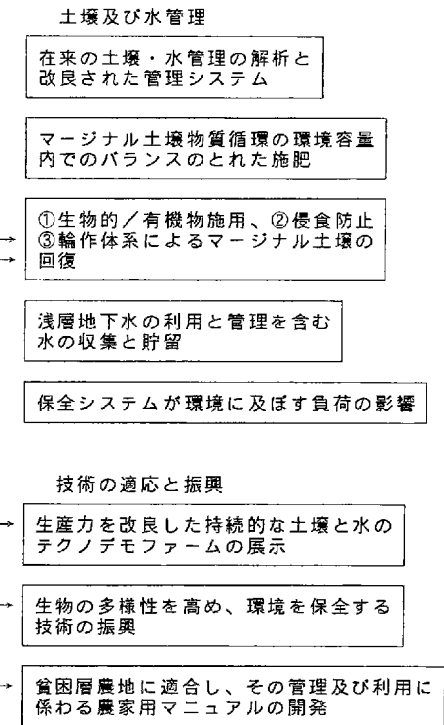 土壌及び水管理
在来の土壌・水管理の解析と
改良された管理システム
マージナル土壌物質循環の環境容量
内でのバランスのとれた施肥
①生物的／有機物施用、②侵食防止
③輪作体系によるマージナル土壌の
回復
浅層地下水の利用と管理を含む
水の収集と貯留
保全システムが環境に及ぼす負荷の影響
技術の適応と振興
生産力を改良した持続的な土壌と水の
テクノデモファームの展示
生物の多様性を高め、環境を保全する
技術の振興
貧困層農地に適合し、その管理及び利用に
係わる農家用マニュアルの開発